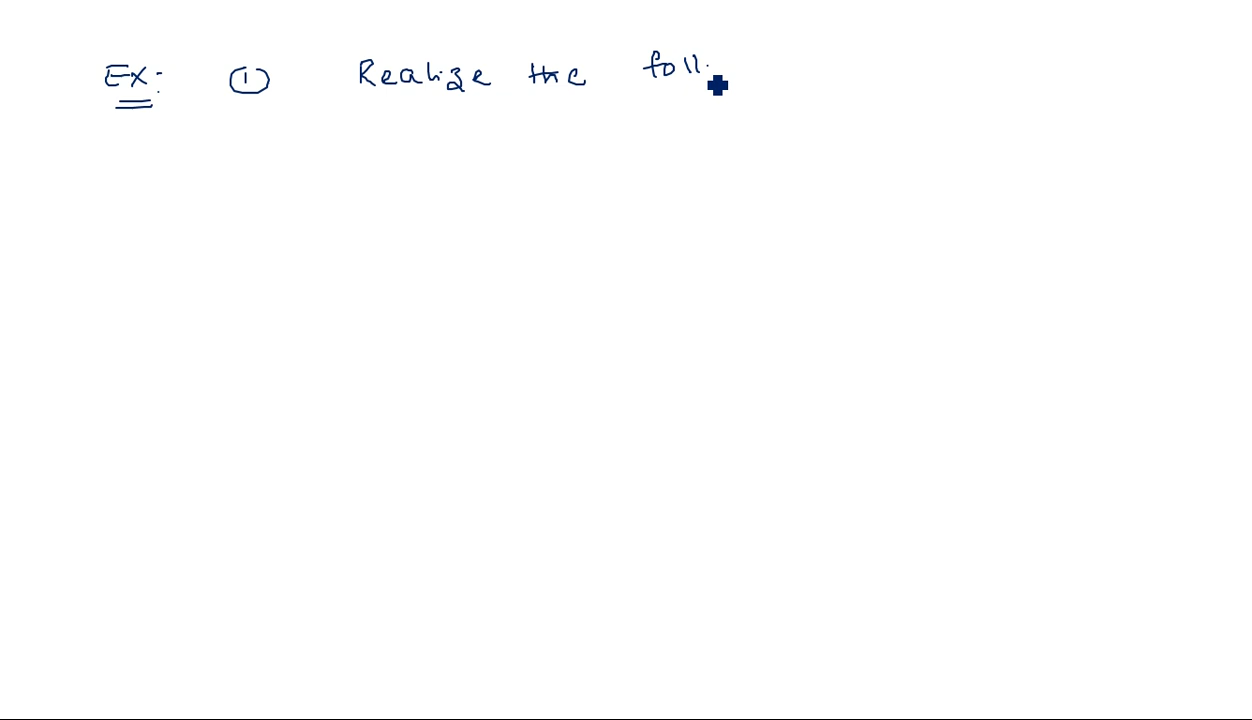 Ex: ① Realize the foll.